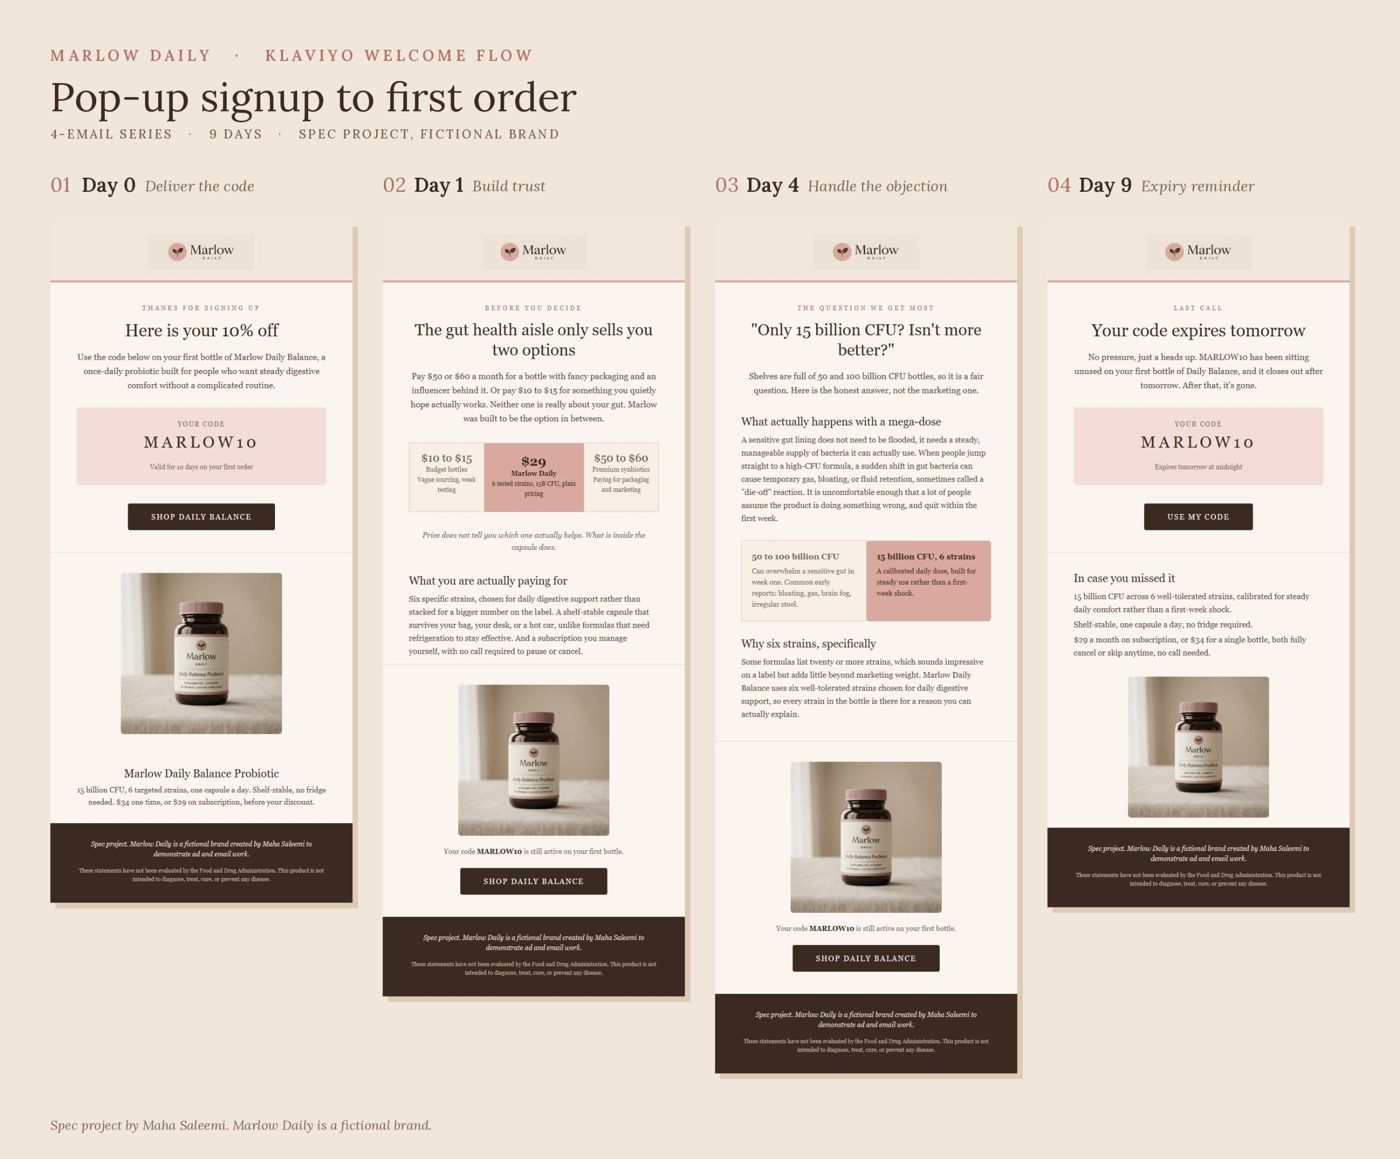 MARLOW DAILY · KLAVIYO WELCOME FLOW
Pop-up signup to first order
4-EMAIL SERIES · 9 DAYS · SPEC PROJECT, FICTIONAL BRAND
01 Day 0 Deliver the code
Marlow
DAILY
THANKS FOR SIGNING UP
Here is your 10% off
Use the code below on your first bottle of Marlow Daily Balance, a
once-daily probiotic built for people who want steady digestive
comfort without a complicated routine.
YOUR CODE
MARLOW10
Valid for 10 days on your first order
SHOP DAILY BALANCE
Marlow
DAILY
Daily Balance Probiotic
Marlow Daily Balance Probiotic
15 billion CFU, 6 targeted strains, one capsule a day. Shelf-stable, no fridge
needed. $34 one time, or $29 on subscription, before your discount.
Spec project. Marlow Daily is a fictional brand created by Maha Saleemi to
demonstrate ad and email work.
These statements have not been evaluated by the Food and Drug Administration. This product is not
intended to diagnose, treat, cure, or prevent any disease.
02 Day 1 Build trust
Marlow
DAILY
BEFORE YOU DECIDE
The gut health aisle only sells you
two options
Pay $50 or $60 a month for a bottle with fancy packaging and an
influencer behind it. Or pay $10 to $15 for something you quietly
hope actually works. Neither one is really about your gut. Marlow
was built to be the option in between.
$10 to $15
Budget bottles
Vague sourcing, weak
testing
$29
Marlow Daily
6 tested strains, 15B CFU, plain
pricing
$50 to $60
Premium synbiotics
Paying for packaging
and marketing
Price does not tell you which one actually helps. What is inside the
capsule does.
What you are actually paying for
Six specific strains, chosen for daily digestive support rather than
stacked for a bigger number on the label. A shelf-stable capsule that
survives your bag, your desk, or a hot car, unlike formulas that need
refrigeration to stay effective. And a subscription you manage
yourself, with no call required to pause or cancel.
Marlow
DAILY
Daily Balance Probiotic
Your code MARLOW10 is still active on your first bottle.
SHOP DAILY BALANCE
Spec project. Marlow Daily is a fictional brand created by Maha Saleemi to
demonstrate ad and email work.
These statements have not been evaluated by the Food and Drug Administration. This product is not
intended to diagnose, treat, cure, or prevent any disease.
03 Day 4 Handle the objection
Marlow
DAILY
THE QUESTION WE GET MOST
"Only 15 billion CFU? Isn't more
better?"
Shelves are full of 50 and 100 billion CFU bottles, so it is a fair
question. Here is the honest answer, not the marketing one.
What actually happens with a mega-dose
A sensitive gut lining does not need to be flooded, it needs a steady,
manageable supply of bacteria it can actually use. When people jump
straight to a high-CFU formula, a sudden shift in gut bacteria can
cause temporary gas, bloating, or fluid retention, sometimes called a
"die-off" reaction. It is uncomfortable enough that a lot of people
assume the product is doing something wrong, and quit within the
first week.
50 to 100 billion CFU
Can overwhelm a sensitive gut in
week one. Common early
reports: bloating, gas, brain fog,
irregular stool.
15 billion CFU, 6 strains
A calibrated daily dose, built for
steady use rather than a first-
week shock.
Why six strains, specifically
Some formulas list twenty or more strains, which sounds impressive
on a label but adds little beyond marketing weight. Marlow Daily
Balance uses six well-tolerated strains chosen for daily digestive
support, so every strain in the bottle is there for a reason you can
actually explain.
Marlow
DAILY
Daily Balance Probiotic
Your code MARLOW10 is still active on your first bottle.
SHOP DAILY BALANCE
Spec project. Marlow Daily is a fictional brand created by Maha Saleemi to
demonstrate ad and email work.
These statements have not been evaluated by the Food and Drug Administration. This product is not
intended to diagnose, treat, cure, or prevent any disease.
04 Day 9 Expiry reminder
Marlow
DAILY
LAST CALL
Your code expires tomorrow
No pressure, just a heads up. MARLOW10 has been sitting
unused on your first bottle of Daily Balance, and it closes out after
tomorrow. After that, it's gone.
YOUR CODE
MARLOW10
Expires tomorrow at midnight
USE MY CODE
In case you missed it
15 billion CFU across 6 well-tolerated strains, calibrated for steady
daily comfort rather than a first-week shock.
Shelf-stable, one capsule a day, no fridge required.
$29 a month on subscription, or $34 for a single bottle, both fully
cancel or skip anytime, no call needed.
Marlow
DAILY
Daily Balance Probiotic
Spec project. Marlow Daily is a fictional brand created by Maha Saleemi to
demonstrate ad and email work.
These statements have not been evaluated by the Food and Drug Administration. This product is not
intended to diagnose, treat, cure, or prevent any disease.
Spec project by Maha Saleemi. Marlow Daily is a fictional brand.